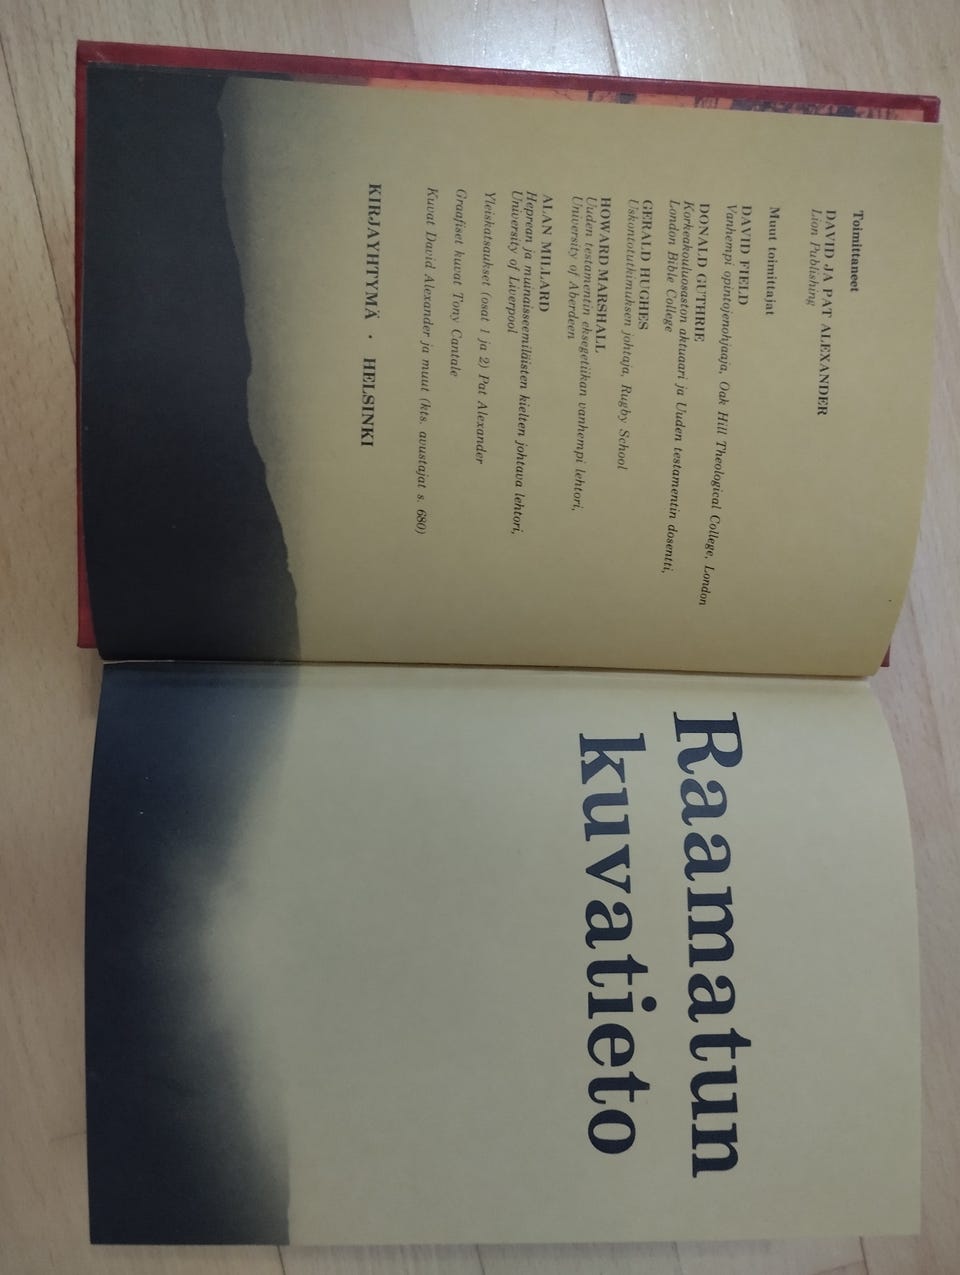 Toimittaneet
DAVID JA PAT ALEXANDER
Lion Publishing
Muut toimittajat
DAVID FIELD
Vanhempi opintojenohjaaja, Oak Hill Theological College, London
DONALD GUTHRIE
Korkeakouluosaston aktuaari ja Uuden testamentin dosentti,
London Bible College
GERALD HUGHES
Uskontotutkimuksen johtaja, Rugby School
HOWARD MARSHALL
Uuden testamentin eksegetiikan vanhempi lehtori,
University of Aberdeen
ALAN MILLARD
Heprean ja muinaisseemiläisten kielten johtava lehtori,
University of Liverpool
Yleiskatsaukset (osat 1 ja 2) Pat Alexander
Graafiset kuvat Tony Cantale
Kuvat David Alexander ja muut (kts. avustajat s. 680)
KIRJAYHTYMÄ · HELSINKI
Raamatun
kuvatieto